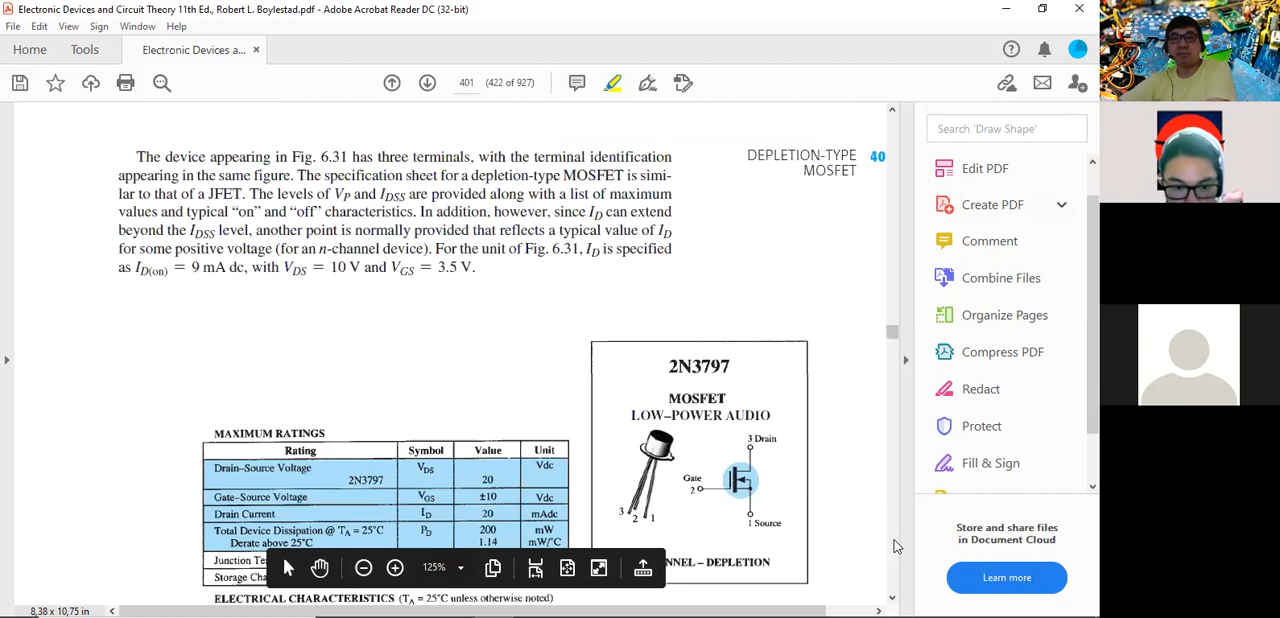 Electronic Devices and Circuit Theory 11th Ed., Robert L. Boylestad.pdf - Adobe Acrobat Reader DC (32-bit)
File Edit View Sign Window Help
Home Tools Electronic Devices a... ×
401 (422 of 927)
The device appearing in Fig. 6.31 has three terminals, with the terminal identification
appearing in the same figure. The specification sheet for a depletion-type MOSFET is simi-
lar to that of a JFET. The levels of VP and IDSS are provided along with a list of maximum
values and typical “on” and “off” characteristics. In addition, however, since ID can extend
beyond the IDSS level, another point is normally provided that reflects a typical value of ID
for some positive voltage (for an n-channel device). For the unit of Fig. 6.31, ID is specified
as ID(on) = 9 mA dc, with VDS = 10 V and VGS = 3.5 V.
DEPLETION-TYPE 40
MOSFET
MAXIMUM RATINGS
Rating Symbol Value Unit
Drain–Source Voltage VDS Vdc
2N3797 20
Gate–Source Voltage VGS ±10 Vdc
Drain Current ID 20 mAdc
Total Device Dissipation @ TA = 25°C PD 200 mW
Derate above 25°C 1.14 mW/°C
Junction Te
Storage Cha
ELECTRICAL CHARACTERISTICS (TA = 25°C unless otherwise noted)
2N3797
MOSFET
LOW–POWER AUDIO
3 Drain
Gate
2
3 2 1
1 Source
NNEL – DEPLETION
125%
8,38 x 10,75 in
Search 'Draw Shape'
Edit PDF
Create PDF
Comment
Combine Files
Organize Pages
Compress PDF
Redact
Protect
Fill & Sign
Store and share files
in Document Cloud
Learn more